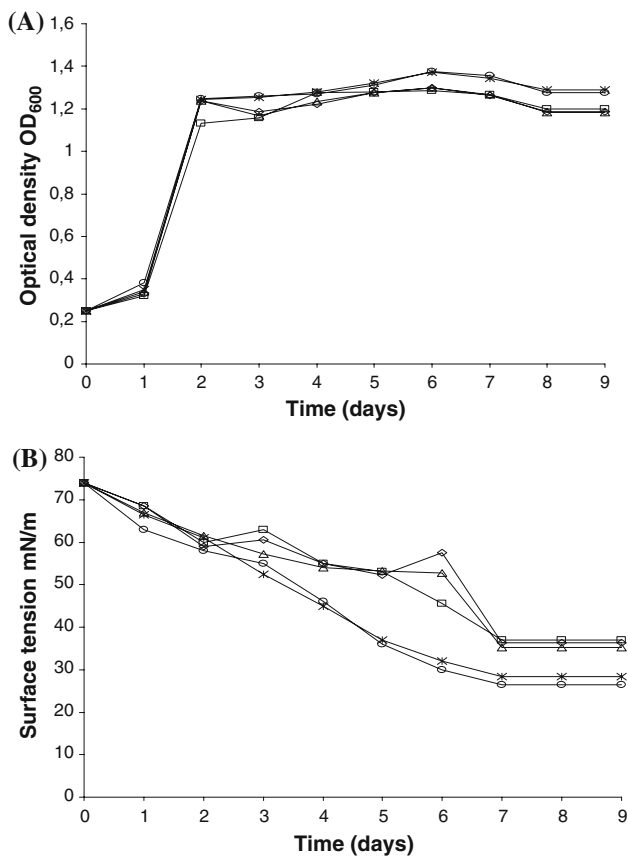 (A)
Optical density OD600
1,6
1,4
1,2
1
0,8
0,6
0,4
0,2
0
0 1 2 3 4 5 6 7 8 9
Time (days)
(B)
Surface tension mN/m
80
70
60
50
40
30
20
10
0
0 1 2 3 4 5 6 7 8 9
Time (days)